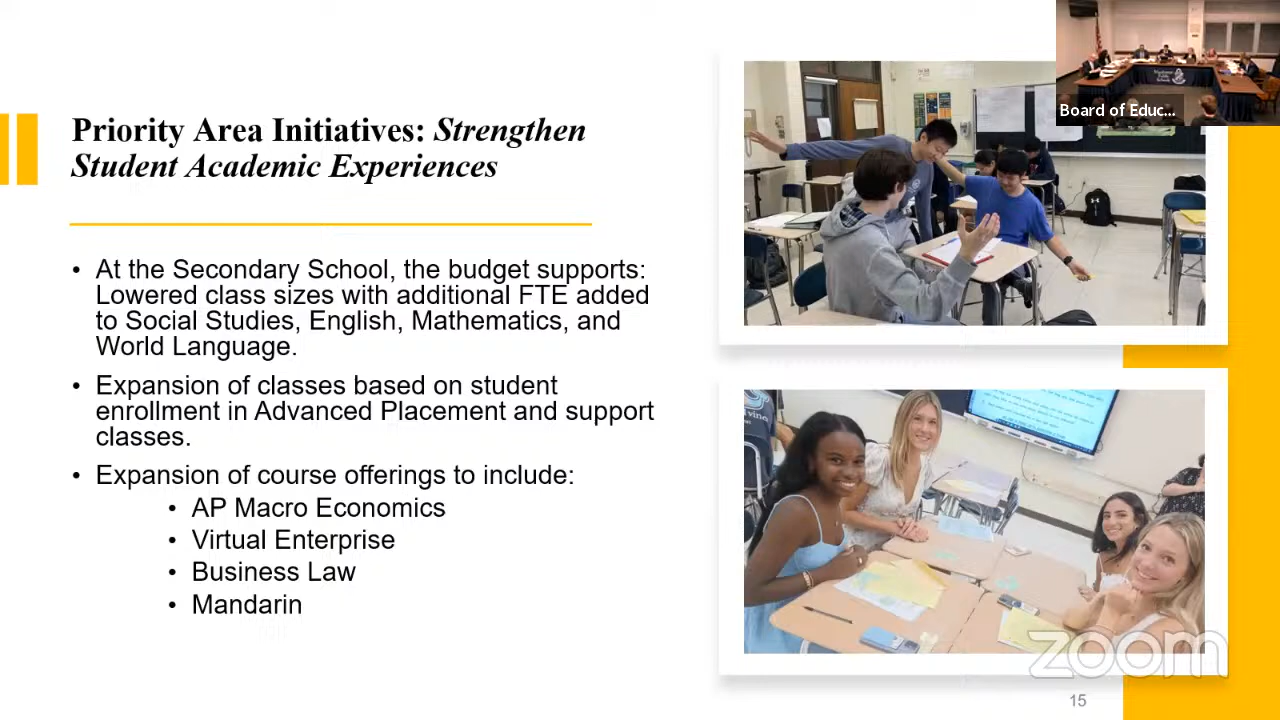 Priority Area Initiatives: Strengthen
Student Academic Experiences
• At the Secondary School, the budget supports:
Lowered class sizes with additional FTE added
to Social Studies, English, Mathematics, and
World Language.
• Expansion of classes based on student
enrollment in Advanced Placement and support
classes.
• Expansion of course offerings to include:
• AP Macro Economics
• Virtual Enterprise
• Business Law
• Mandarin
Board of Educ...
zoom
15